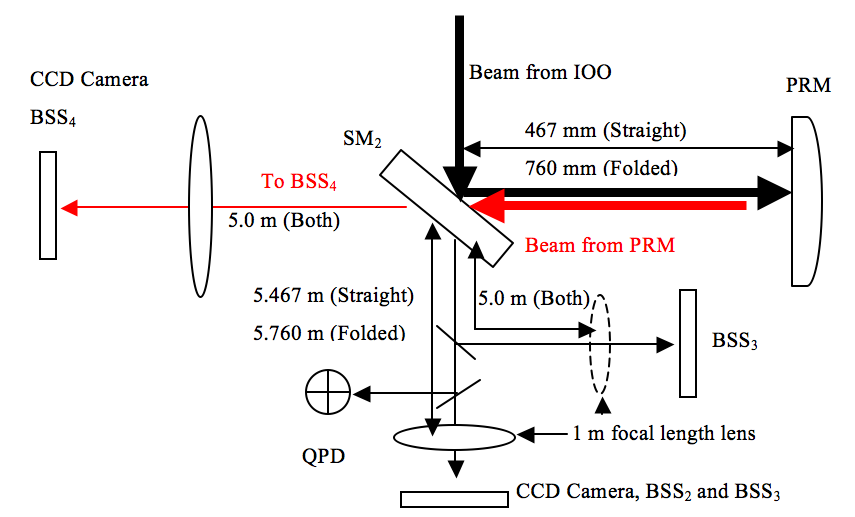 Beam from IOO
CCD Camera
BSS4
PRM
SM2
467 mm (Straight)
760 mm (Folded)
To BSS4
5.0 m (Both)
Beam from PRM
5.467 m (Straight)
5.760 m (Folded)
5.0 m (Both)
BSS3
QPD
1 m focal length lens
CCD Camera, BSS2 and BSS3